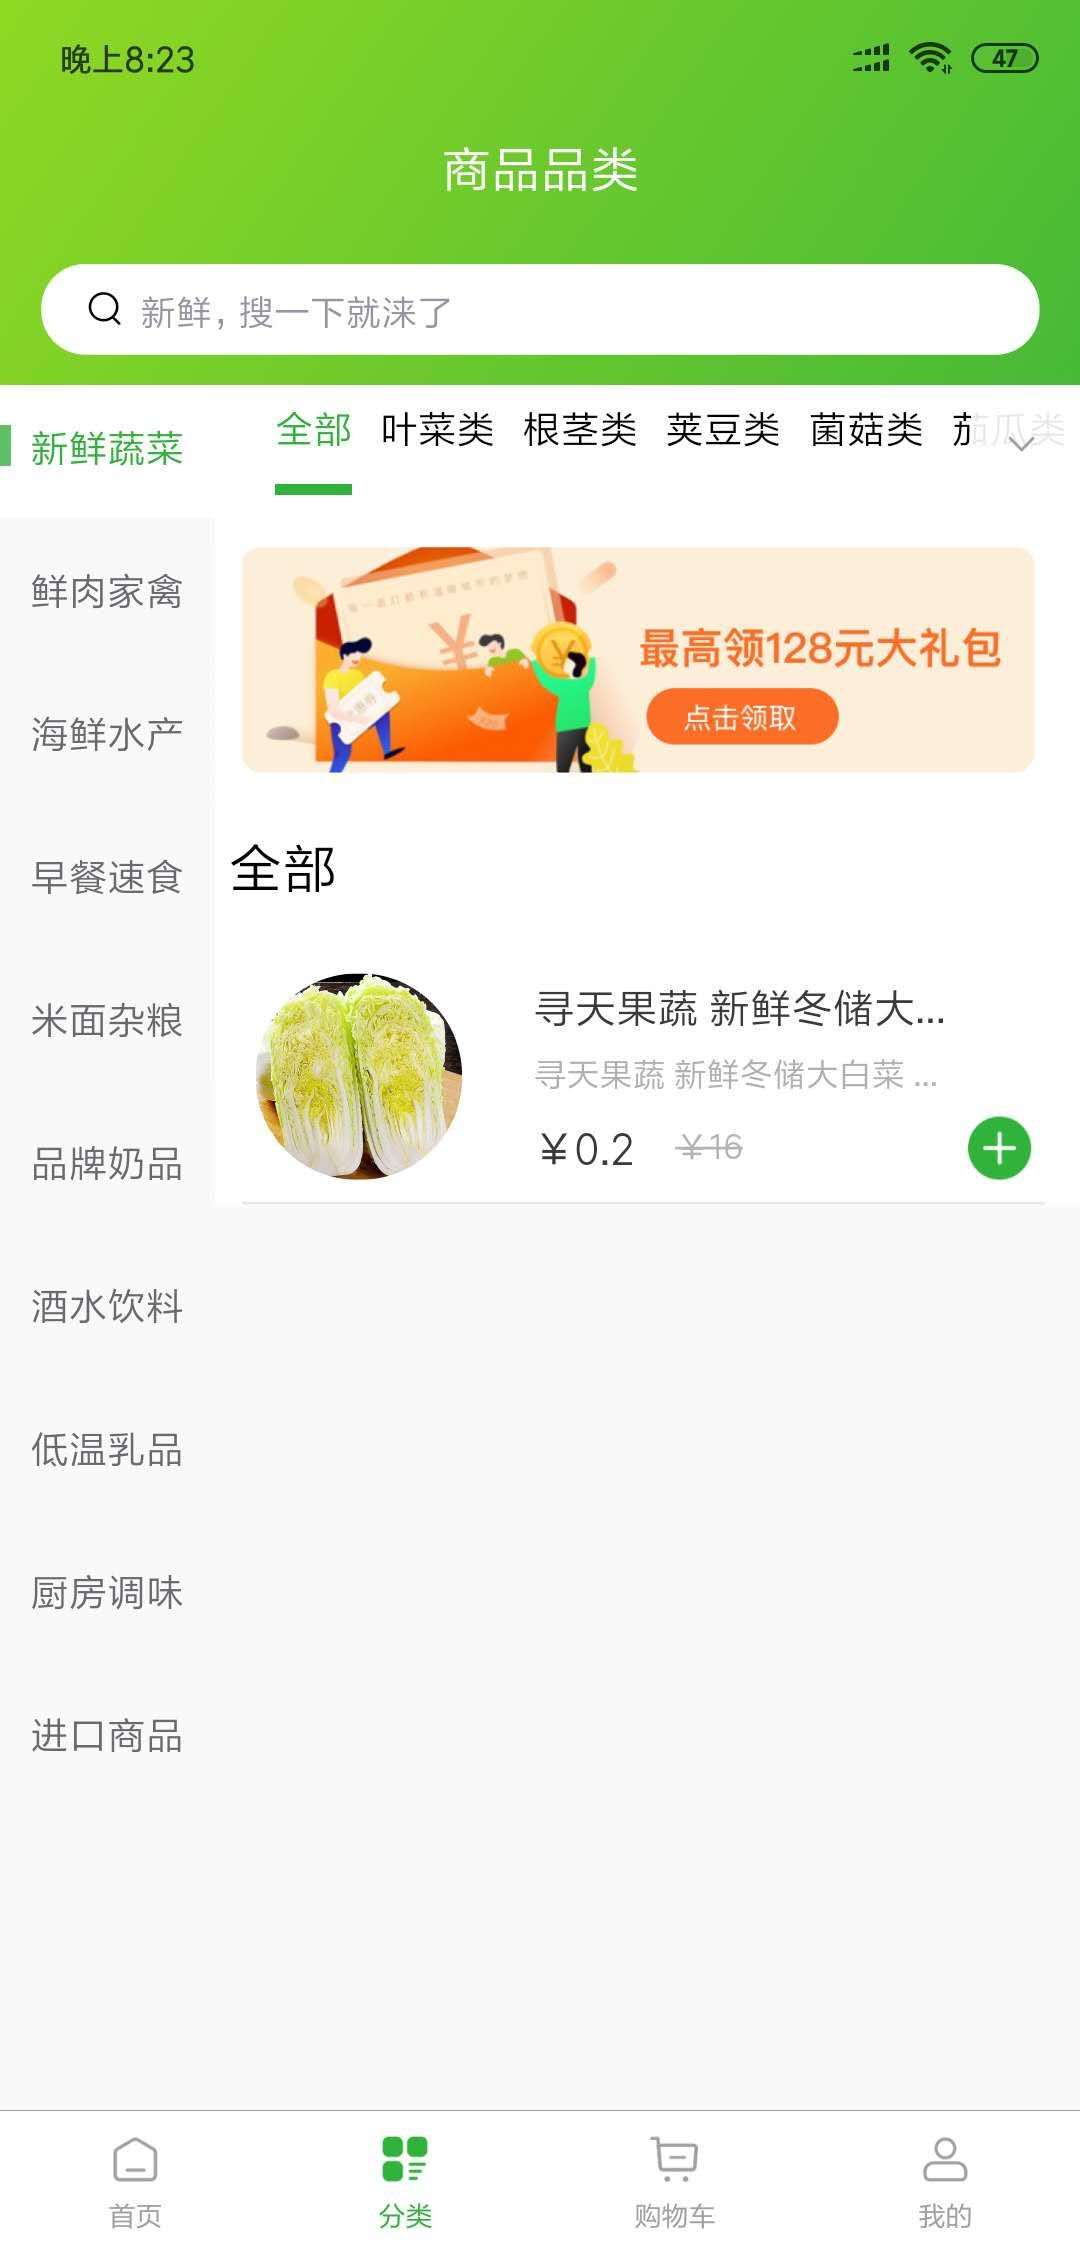 晚上8:23
47
商品品类
新鲜，搜一下就涞了
新鲜蔬菜
全部 叶菜类 根茎类 荚豆类 菌菇类 茄瓜类
鲜肉家禽
海鲜水产
早餐速食
米面杂粮
品牌奶品
酒水饮料
低温乳品
厨房调味
进口商品
¥
¥
最高领128元大礼包
点击领取
全部
寻天果蔬 新鲜冬储大...
寻天果蔬 新鲜冬储大白菜 ...
￥0.2 ￥16
首页 分类 购物车 我的